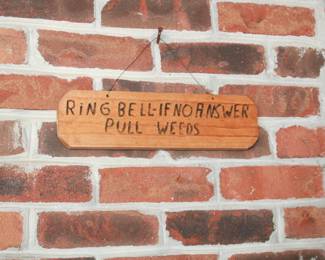 RiNG BELL-IF NO ANSWER
PULL WEEDS